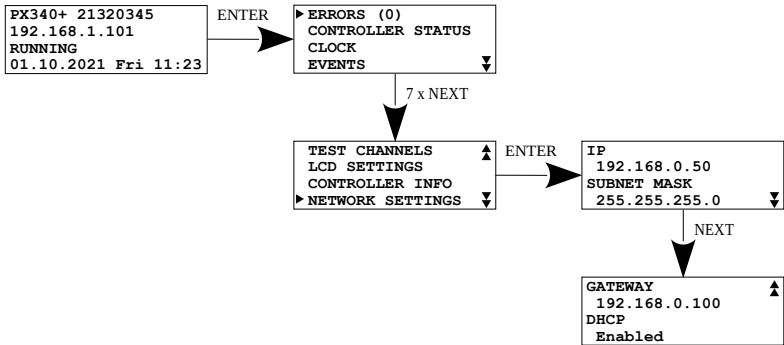 PX340+ 21320345
192.168.1.101
RUNNING
01.10.2021 Fri 11:23
ENTER
ERRORS (0)
CONTROLLER STATUS
CLOCK
EVENTS
7 x NEXT
TEST CHANNELS
LCD SETTINGS
CONTROLLER INFO
NETWORK SETTINGS
ENTER
IP
192.168.0.50
SUBNET MASK
255.255.255.0
NEXT
GATEWAY
192.168.0.100
DHCP
Enabled